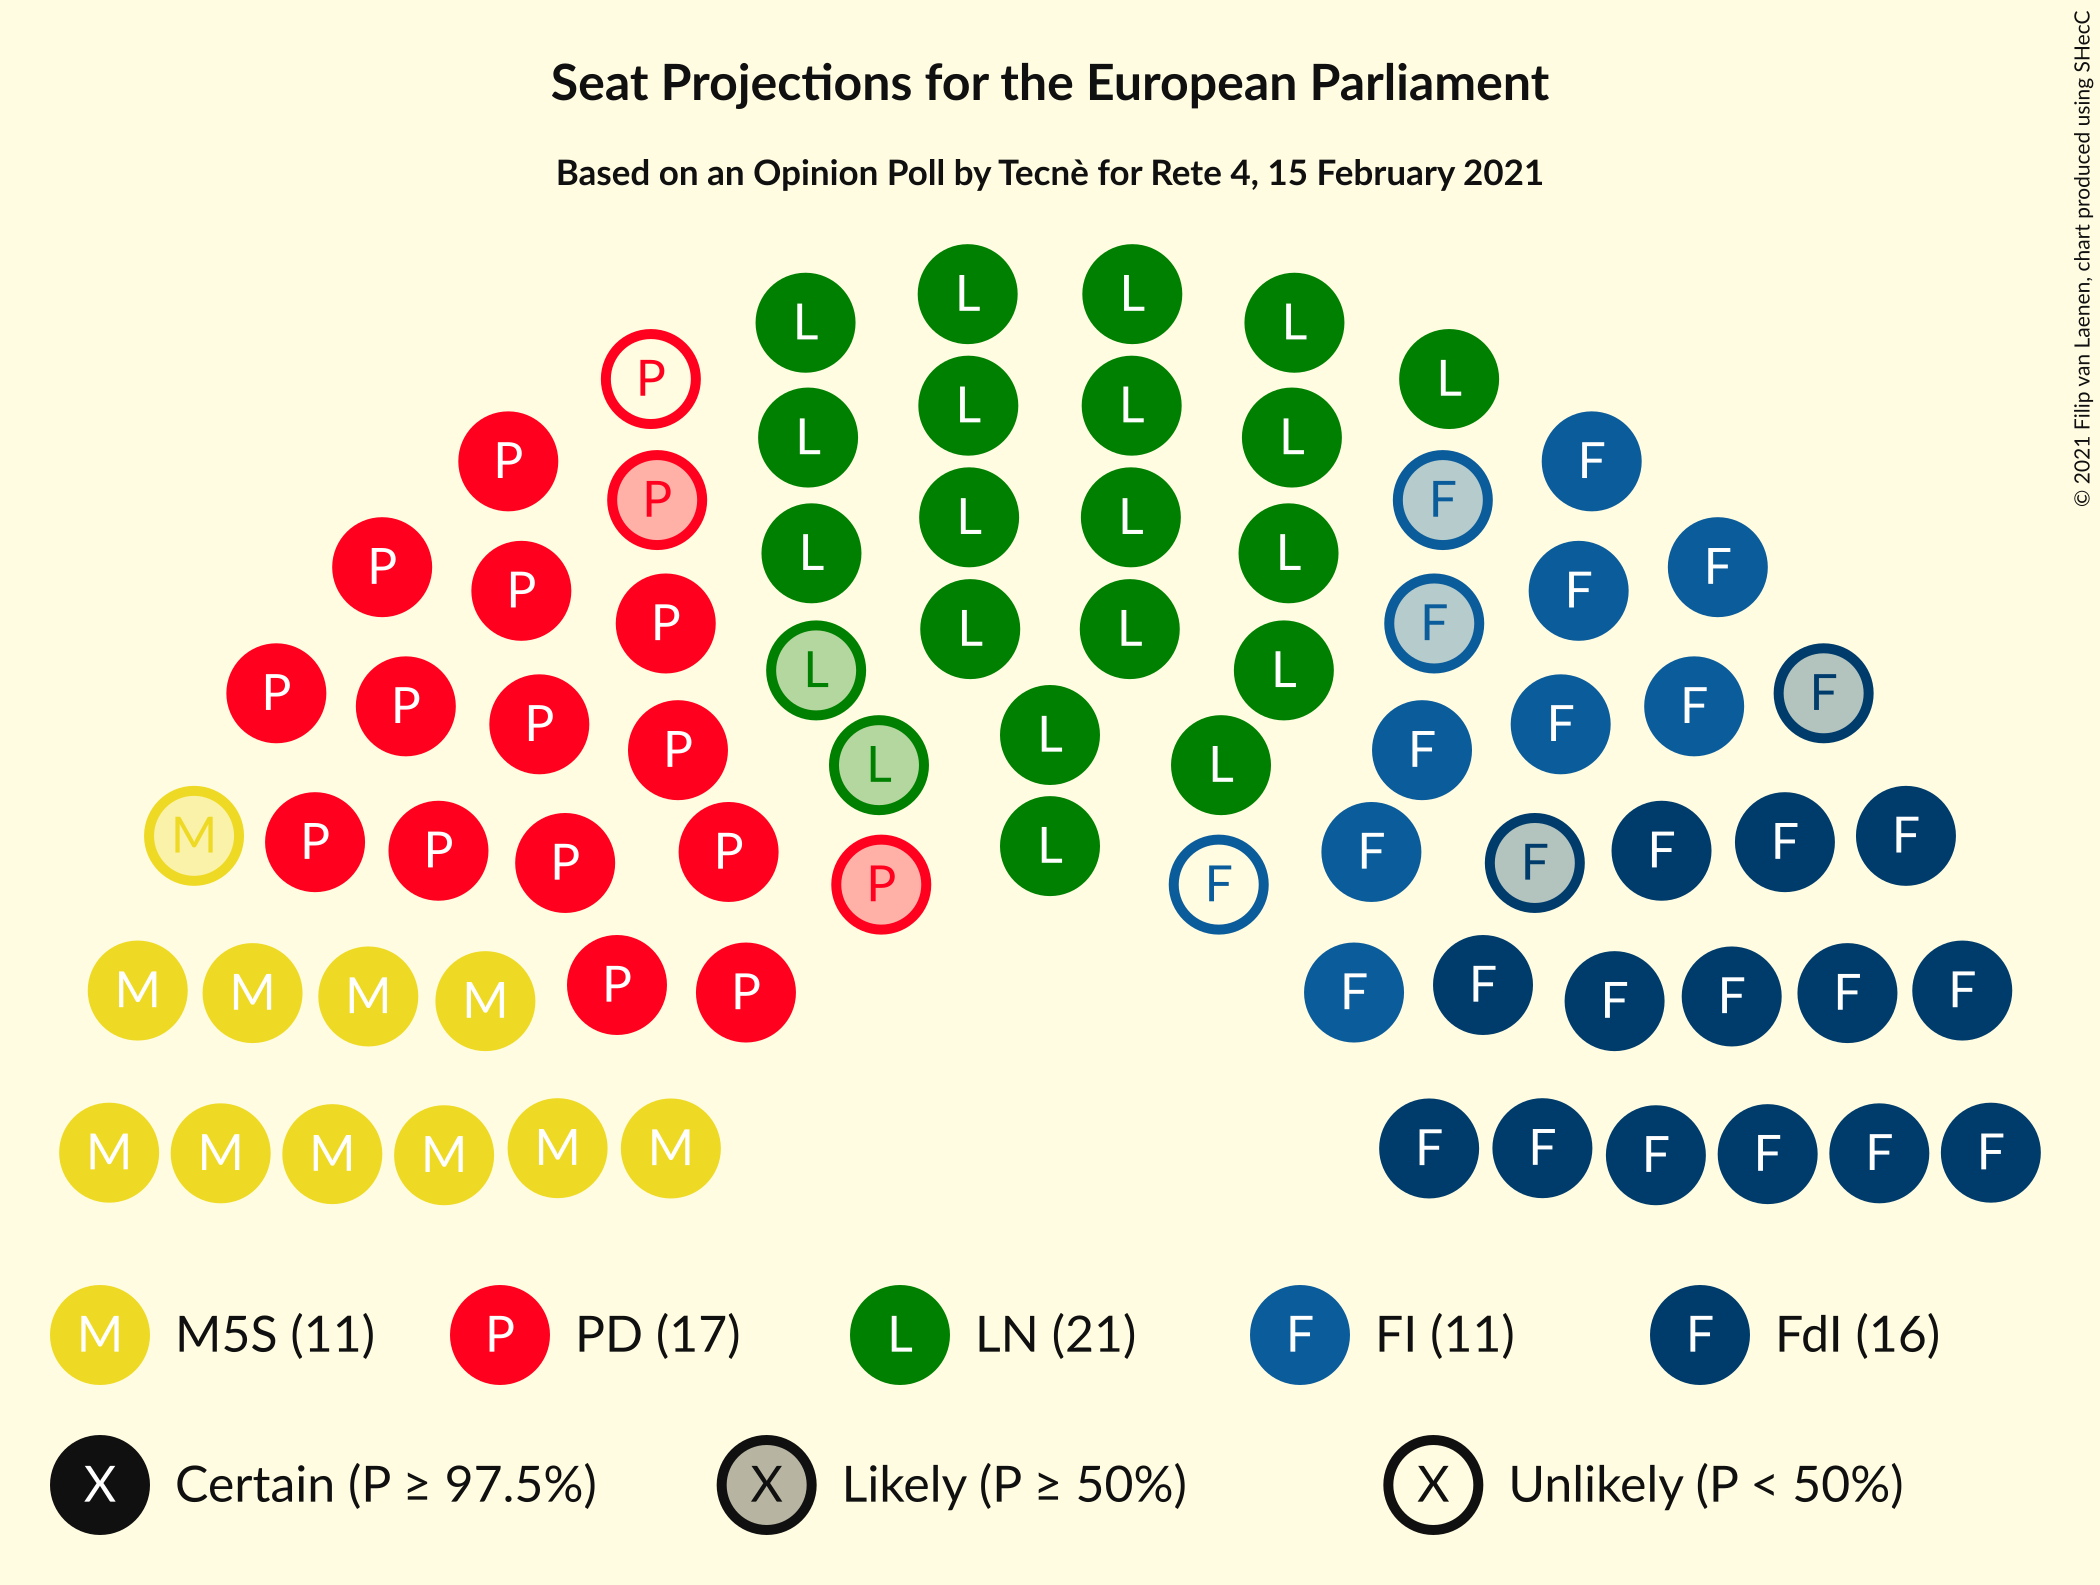 Seat Projections for the European Parliament
Based on an Opinion Poll by Tecnè for Rete 4, 15 February 2021
© 2021 Filip van Laenen, chart produced using SHecC
L L
L L
P L
L L
L L
P F
P F
L L
L L
P F
P F
P P L L F F
L
L L
P F
P P F F
P P L F F
L
P F
L L
M P P P P F F F F
L
P F F
M M M M P P F F F F F F
M M M M M M F F F F F F
M M5S (11) P PD (17) L LN (21) F FI (11) F FdI (16)
X Certain (P ≥ 97.5%) X Likely (P ≥ 50%) X Unlikely (P < 50%)